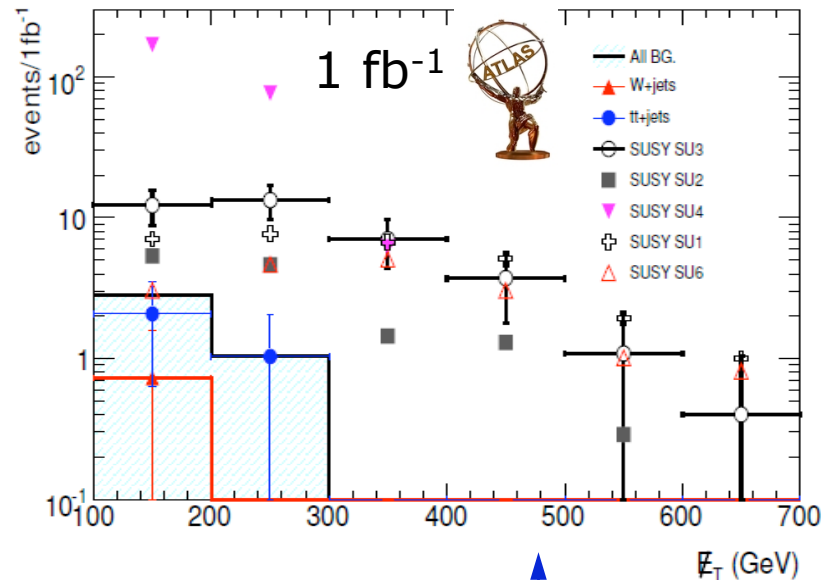 events/1fb⁻¹
1 fb⁻¹
ATLAS
All BG.
W+jets
tt+jets
SUSY SU3
SUSY SU2
SUSY SU4
SUSY SU1
SUSY SU6
10²
10
1
10⁻¹
100 200 300 400 500 600 700
E̸_T (GeV)